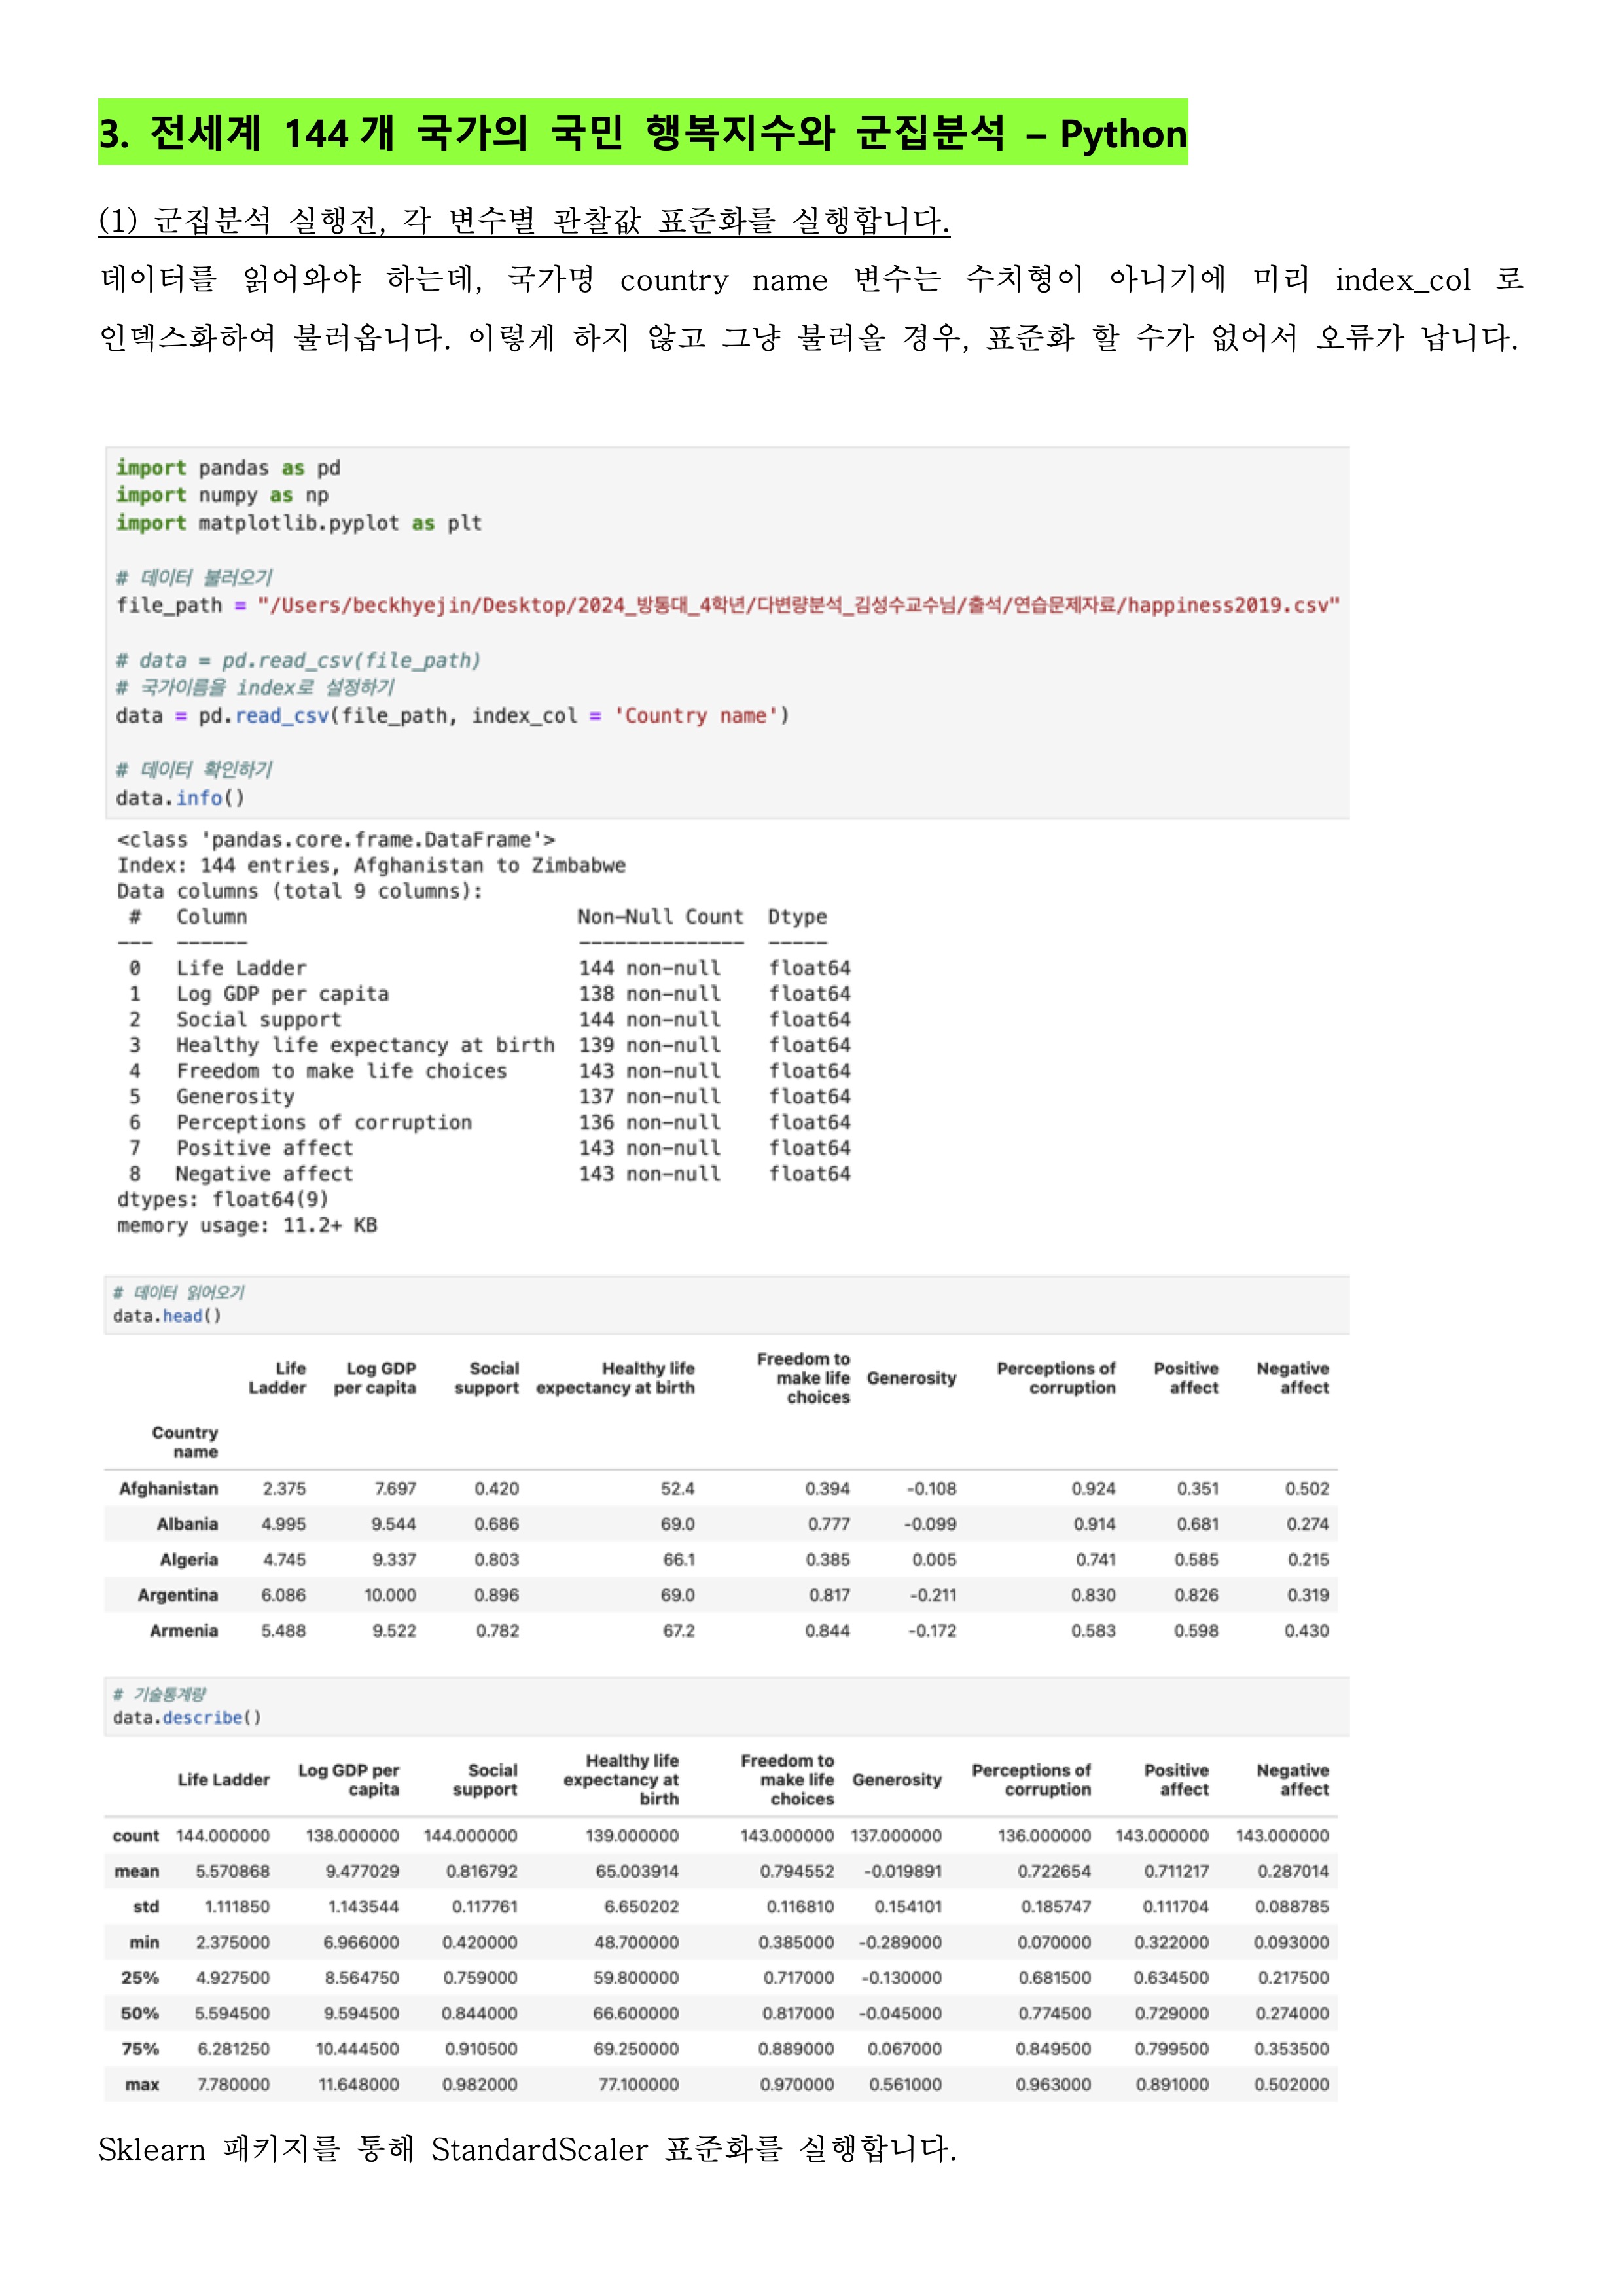 3. 전세계 144개 국가의 국민 행복지수와 군집분석 – Python
(1) 군집분석 실행전, 각 변수별 관찰값 표준화를 실행합니다.
데이터를 읽어와야 하는데, 국가명 country name 변수는 수치형이 아니기에 미리 index_col 로
인덱스화하여 불러옵니다. 이렇게 하지 않고 그냥 불러올 경우, 표준화 할 수가 없어서 오류가 납니다.
import pandas as pd
import numpy as np
import matplotlib.pyplot as plt
# 데이터 불러오기
file_path = "/Users/beckhyejin/Desktop/2024_방통대_4학년/다변량분석_김성수교수님/출석/연습문제자료/happiness2019.csv"
# data = pd.read_csv(file_path)
# 국가이름을 index로 설정하기
data = pd.read_csv(file_path, index_col = 'Country name')
# 데이터 확인하기
data.info()
<class 'pandas.core.frame.DataFrame'>
Index: 144 entries, Afghanistan to Zimbabwe
Data columns (total 9 columns):
# Column Non-Null Count Dtype
--- ------ -------------- -----
0 Life Ladder 144 non-null float64
1 Log GDP per capita 138 non-null float64
2 Social support 144 non-null float64
3 Healthy life expectancy at birth 139 non-null float64
4 Freedom to make life choices 143 non-null float64
5 Generosity 137 non-null float64
6 Perceptions of corruption 136 non-null float64
7 Positive affect 143 non-null float64
8 Negative affect 143 non-null float64
dtypes: float64(9)
memory usage: 11.2+ KB
# 데이터 읽어오기
data.head()
Life Ladder Log GDP per capita Social support Healthy life expectancy at birth Freedom to make life choices Generosity Perceptions of corruption Positive affect Negative affect
Country name
Afghanistan 2.375 7.697 0.420 52.4 0.394 -0.108 0.924 0.351 0.502
Albania 4.995 9.544 0.686 69.0 0.777 -0.099 0.914 0.681 0.274
Algeria 4.745 9.337 0.803 66.1 0.385 0.005 0.741 0.585 0.215
Argentina 6.086 10.000 0.896 69.0 0.817 -0.211 0.830 0.826 0.319
Armenia 5.488 9.522 0.782 67.2 0.844 -0.172 0.583 0.598 0.430
# 기술통계량
data.describe()
Life Ladder Log GDP per capita Social support Healthy life expectancy at birth Freedom to make life choices Generosity Perceptions of corruption Positive affect Negative affect
count 144.000000 138.000000 144.000000 139.000000 143.000000 137.000000 136.000000 143.000000 143.000000
mean 5.570868 9.477029 0.816792 65.003914 0.794552 -0.019891 0.722654 0.711217 0.287014
std 1.111850 1.143544 0.117761 6.650202 0.116810 0.154101 0.185747 0.111704 0.088785
min 2.375000 6.966000 0.420000 48.700000 0.385000 -0.289000 0.070000 0.322000 0.093000
25% 4.927500 8.564750 0.759000 59.800000 0.717000 -0.130000 0.681500 0.634500 0.217500
50% 5.594500 9.594500 0.844000 66.600000 0.817000 -0.045000 0.774500 0.729000 0.274000
75% 6.281250 10.444500 0.910500 69.250000 0.889000 0.067000 0.849500 0.799500 0.353500
max 7.780000 11.648000 0.982000 77.100000 0.970000 0.561000 0.963000 0.891000 0.502000
Sklearn 패키지를 통해 StandardScaler 표준화를 실행합니다.